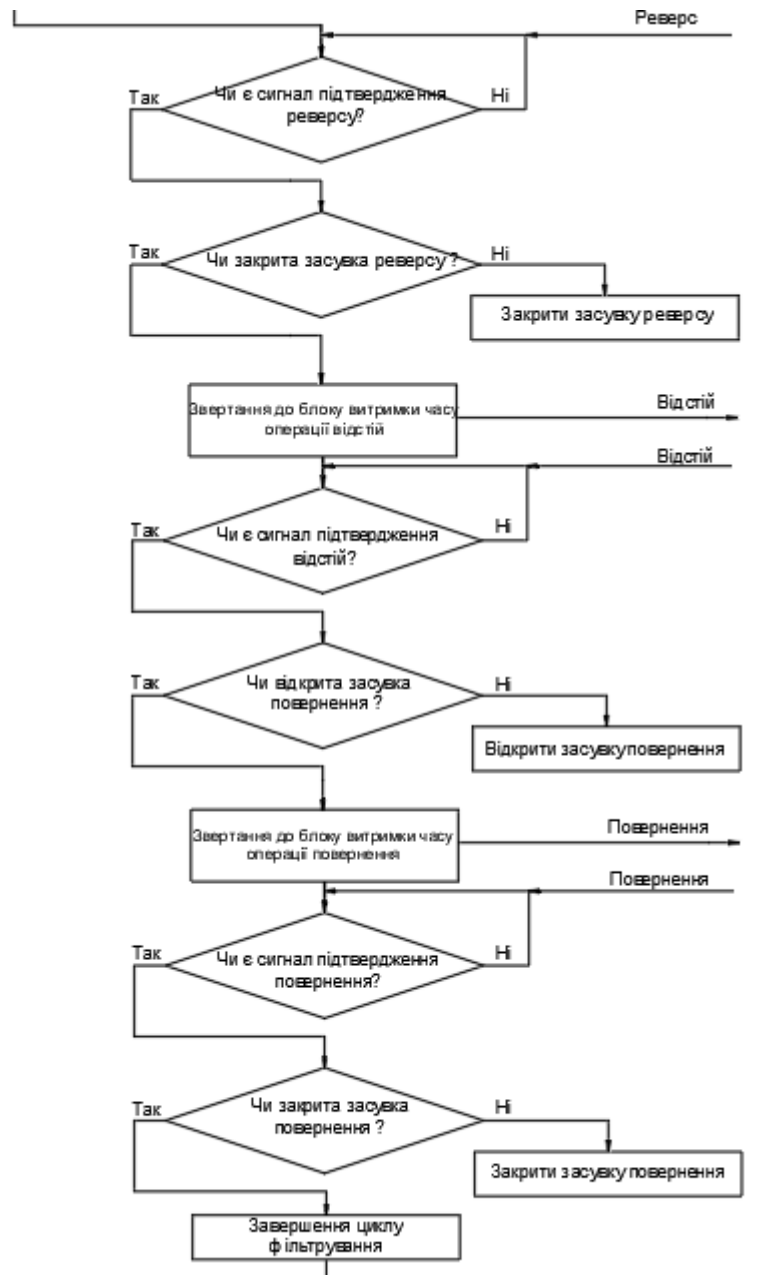 Реверс
Чи є сигнал підтвердження
реверсу?
Так
Ні
Чи закрита засувка реверсу ?
Так
Ні
Закрити засувку реверсу
Звертання до блоку витримки часу
операції відстій
Відстій
Відстій
Чи є сигнал підтвердження
відстій?
Так
Ні
Чи відкрита засувка
повернення ?
Так
Ні
Відкрити засувку повернення
Звертання до блоку витримки часу
операції повернення
Повернення
Повернення
Чи є сигнал підтвердження
повернення?
Так
Ні
Чи закрита засувка
повернення ?
Так
Ні
Закрити засувку повернення
Завершення циклу
фільтрування